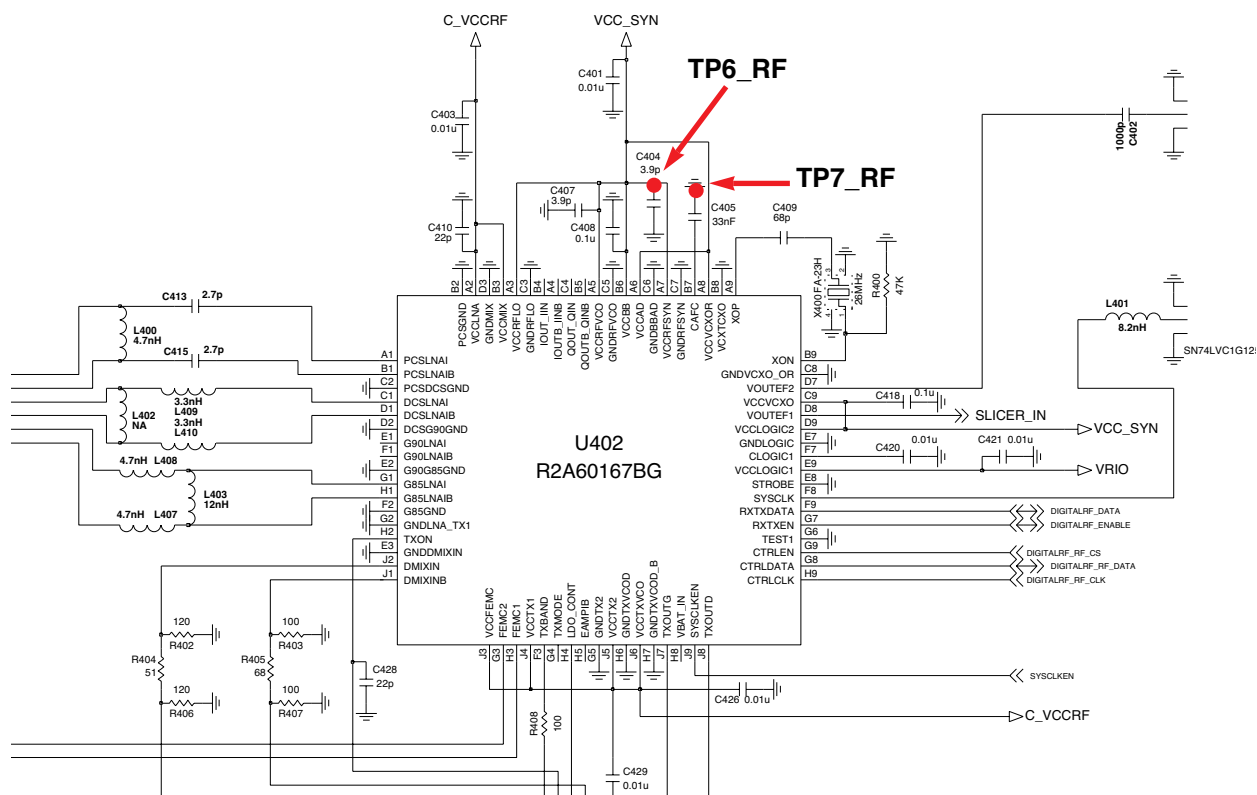 C_VCCRF
VCC_SYN
C401
0.01u
TP6_RF
C403
0.01u
1000p
C402
C404
3.9p
TP7_RF
C407
3.9p
C405
33nF
C409
68p
C410
22p
C408
0.1u
X400 FA-23H
26MHz
3
2
4
1
R400
47K
L401
8.2nH
SN74LVC1G125
C413
2.7p
L400
4.7nH
C415
2.7p
3.3nH
L409
3.3nH
L410
L402
NA
4.7nH L408
L403
12nH
4.7nH L407
B2 A2 D3 B3 A3 C3 B4 A4 C4 B5 A5 C5 B6 A6 C6 A7 C7 B7 A8 B8 A9
PCSGND
VCCLNA
GNDMIX
VCCMIX
VCCRFLO
GNDRFLO
IOUT_IIN
IOUTB_IINB
QOUT_QIN
QOUTB_QINB
VCCRFVCO
GNDRFVCO
VCCBB
VCCAD
GNDBBAD
VCCRFSYN
GNDRFSYN
CAFC
VCCVCXOR
VCXTCXO
XOP
A1 PCSLNAI
B1 PCSLNAIB
C2 PCSDCSGND
C1 DCSLNAI
D1 DCSLNAIB
D2 DCSG90GND
E1 G90LNAI
F1 G90LNAIB
E2 G90G85GND
G1 G85LNAI
H1 G85LNAIB
F2 G85GND
G2 GNDLNA_TX1
H2 TXON
E3 GNDDMIXIN
J2 DMIXIN
J1 DMIXINB
U402
R2A60167BG
XON B9
GNDVCXO_OR C8
VOUTEF2 D7
VCCVCXO C9
VOUTEF1 D8
VCCLOGIC2 D9
GNDLOGIC E7
CLOGIC1 F7
VCCLOGIC1 E9
STROBE E8
SYSCLK F8
RXTXDATA F9
RXTXEN G7
TEST1 G6
CTRLEN G9
CTRLDATA G8
CTRLCLK H9
C418
0.1u
SLICER_IN
VCC_SYN
C420
0.01u
C421
0.01u
VRIO
DIGITALRF_DATA
DIGITALRF_ENABLE
DIGITALRF_RF_CS
DIGITALRF_RF_DATA
DIGITALRF_RF_CLK
VCCFEMC
FEMC2
FEMC1
VCCTX1
TXBAND
TXMODE
LDO_CONT
EAMPIB
GNDTX2
VCCTX2
GNDTXVCOD
VCCTXVCO
GNDTXVCOD_B
TXOUTG
VBAT_IN
SYSCLKEN
TXOUTD
J3 G3 H3 J4 F3 G4 H4 H5 G5 J5 H6 J6 H7 J7 H8 J9 J8
120
R402
100
R403
R404
51
R405
68
120
R406
100
R407
C428
22p
R408
100
C426 0.01u
SYSCLKEN
C_VCCRF
C429
0.01u